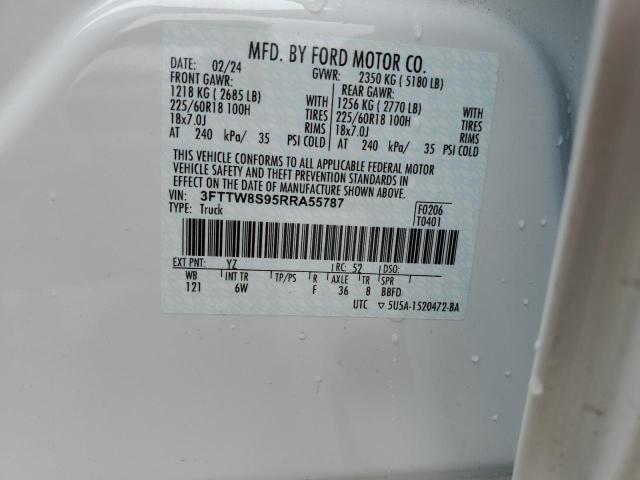 MFD. BY FORD MOTOR CO.
DATE: 02/24 GVWR: 2350 KG ( 5180 LB)
FRONT GAWR: REAR GAWR:
1218 KG ( 2685 LB) WITH 1256 KG ( 2770 LB) WITH
225/60R18 100H TIRES 225/60R18 100H TIRES
18x7.0J RIMS 18x7.0J RIMS
AT 240 kPa/ 35 PSI COLD AT 240 kPa/ 35 PSI COLD
THIS VEHICLE CONFORMS TO ALL APPLICABLE FEDERAL MOTOR
VEHICLE SAFETY AND THEFT PREVENTION STANDARDS IN
EFFECT ON THE DATE OF MANUFACTURE SHOWN ABOVE.
VIN: 3FTTW8S95RRA55787 F0206
TYPE: Truck T0401
EXT PNT: YZ RC: 52 DSO:
WB INT TR TP/PS R AXLE TR SPR
121 6W F 36 8 BBFD
UTC ▽ 5U5A-1520472-BA